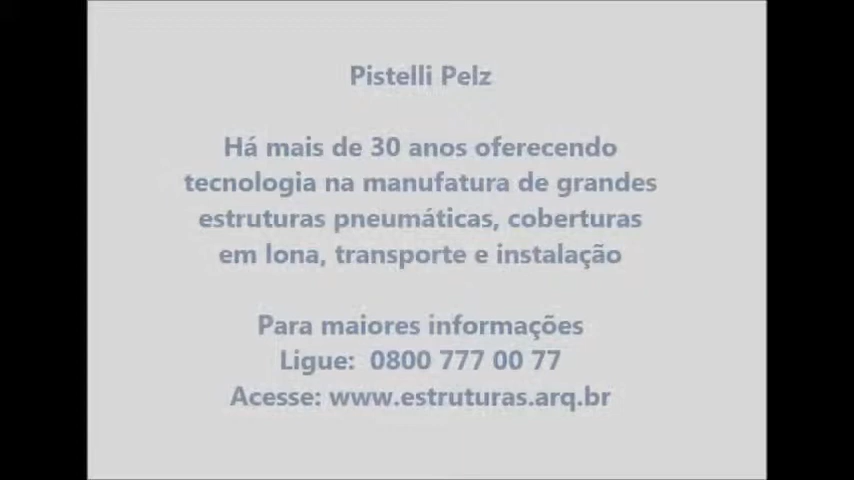 Pistelli Pelz
Há mais de 30 anos oferecendo
tecnologia na manufatura de grandes
estruturas pneumáticas, coberturas
em lona, transporte e instalação
Para maiores informações
Ligue: 0800 777 00 77
Acesse: www.estruturas.arq.br